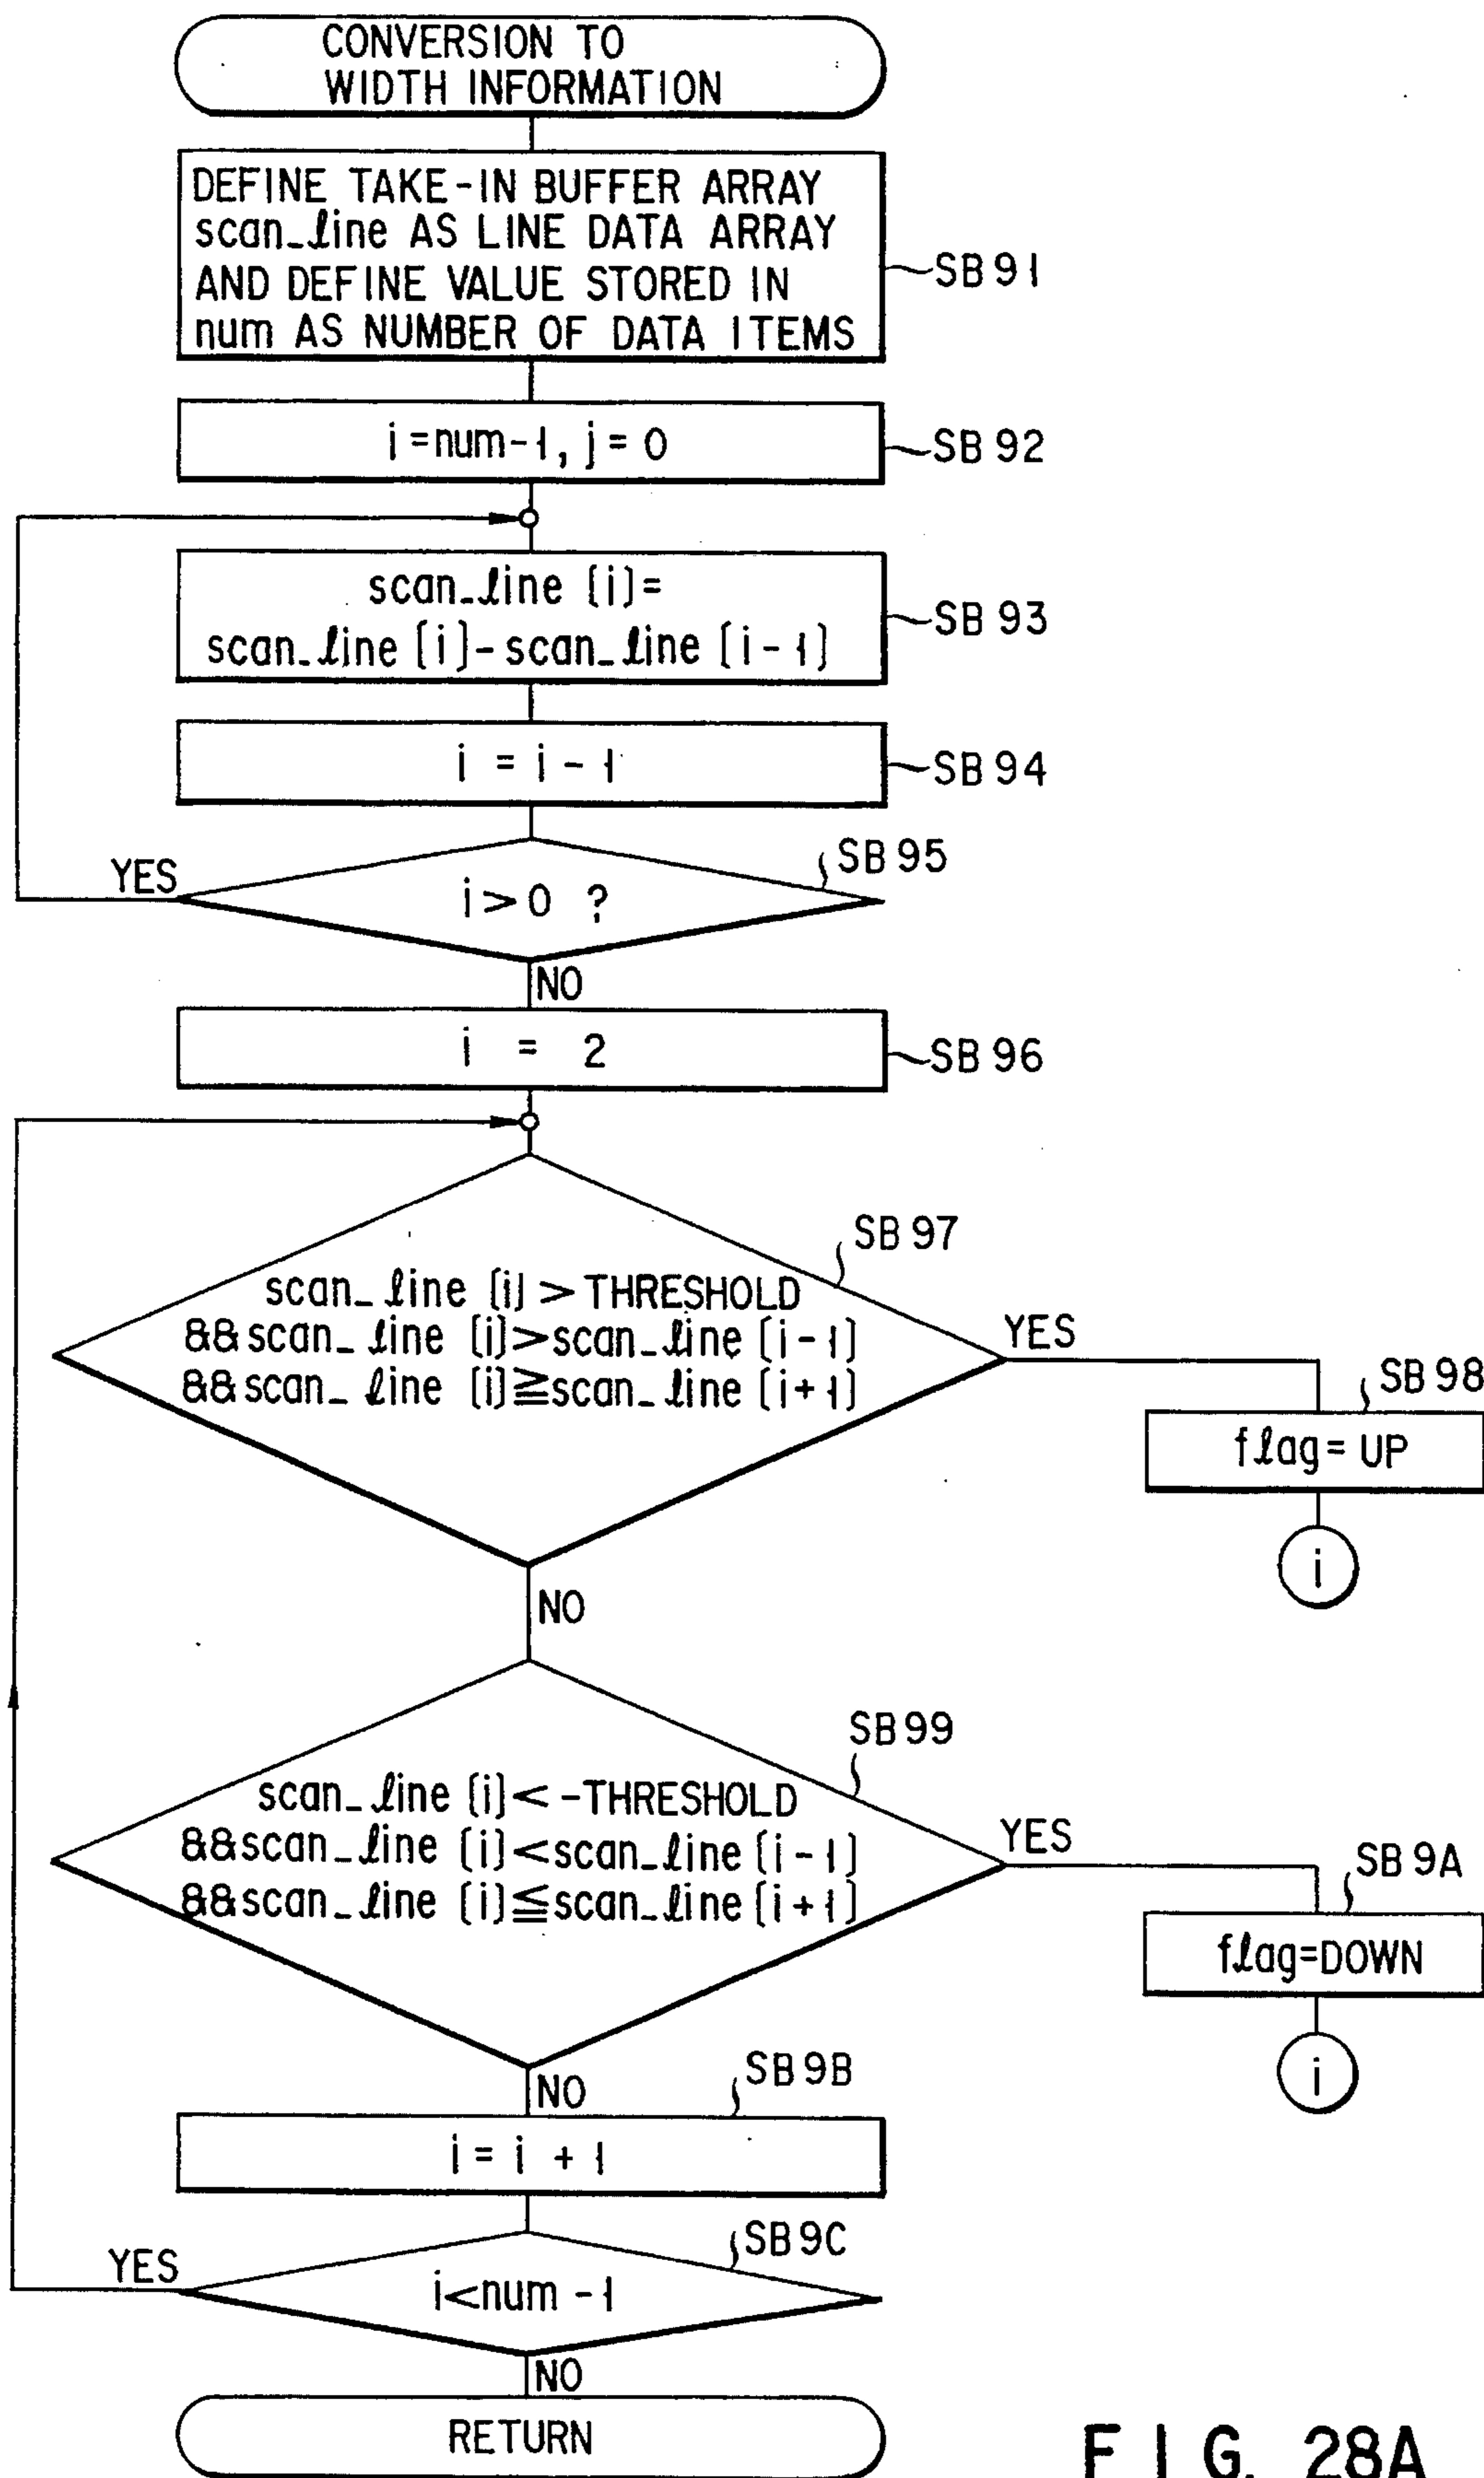 CONVERSION TO
WIDTH INFORMATION
DEFINE TAKE-IN BUFFER ARRAY
scan_line AS LINE DATA ARRAY
AND DEFINE VALUE STORED IN
num AS NUMBER OF DATA ITEMS
SB91
i=num-1, j=0
SB92
scan_line [i]=
scan_line [i]-scan_line [i-1]
SB93
i = i-1
SB94
SB95
YES
i>0 ?
NO
i = 2
SB96
SB97
scan_line [i] > THRESHOLD
&&scan_line [i]>scan_line [i-1]
&&scan_line [i]≧scan_line [i+1]
YES
SB98
flag=UP
i
NO
SB99
scan_line [i]< -THRESHOLD
&&scan_line [i]<scan_line [i-1]
&&scan_line [i]≦scan_line [i+1]
YES
SB9A
flag=DOWN
i
NO
SB9B
i = i + 1
SB9C
YES
i<num -1
NO
RETURN
FIG. 28A